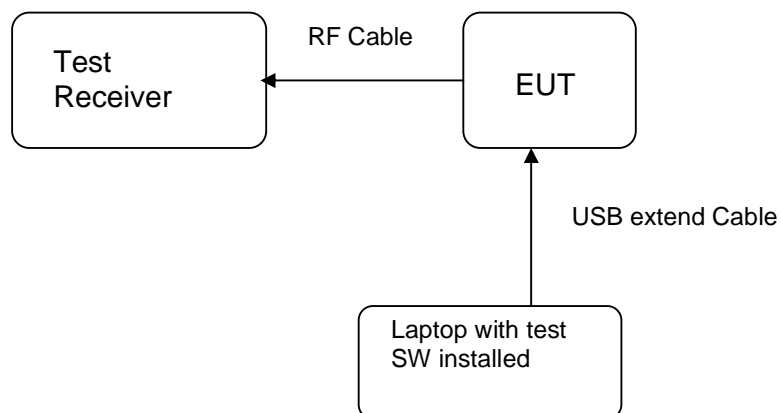 RF Cable
Test
Receiver
EUT
USB extend Cable
Laptop with test
SW installed